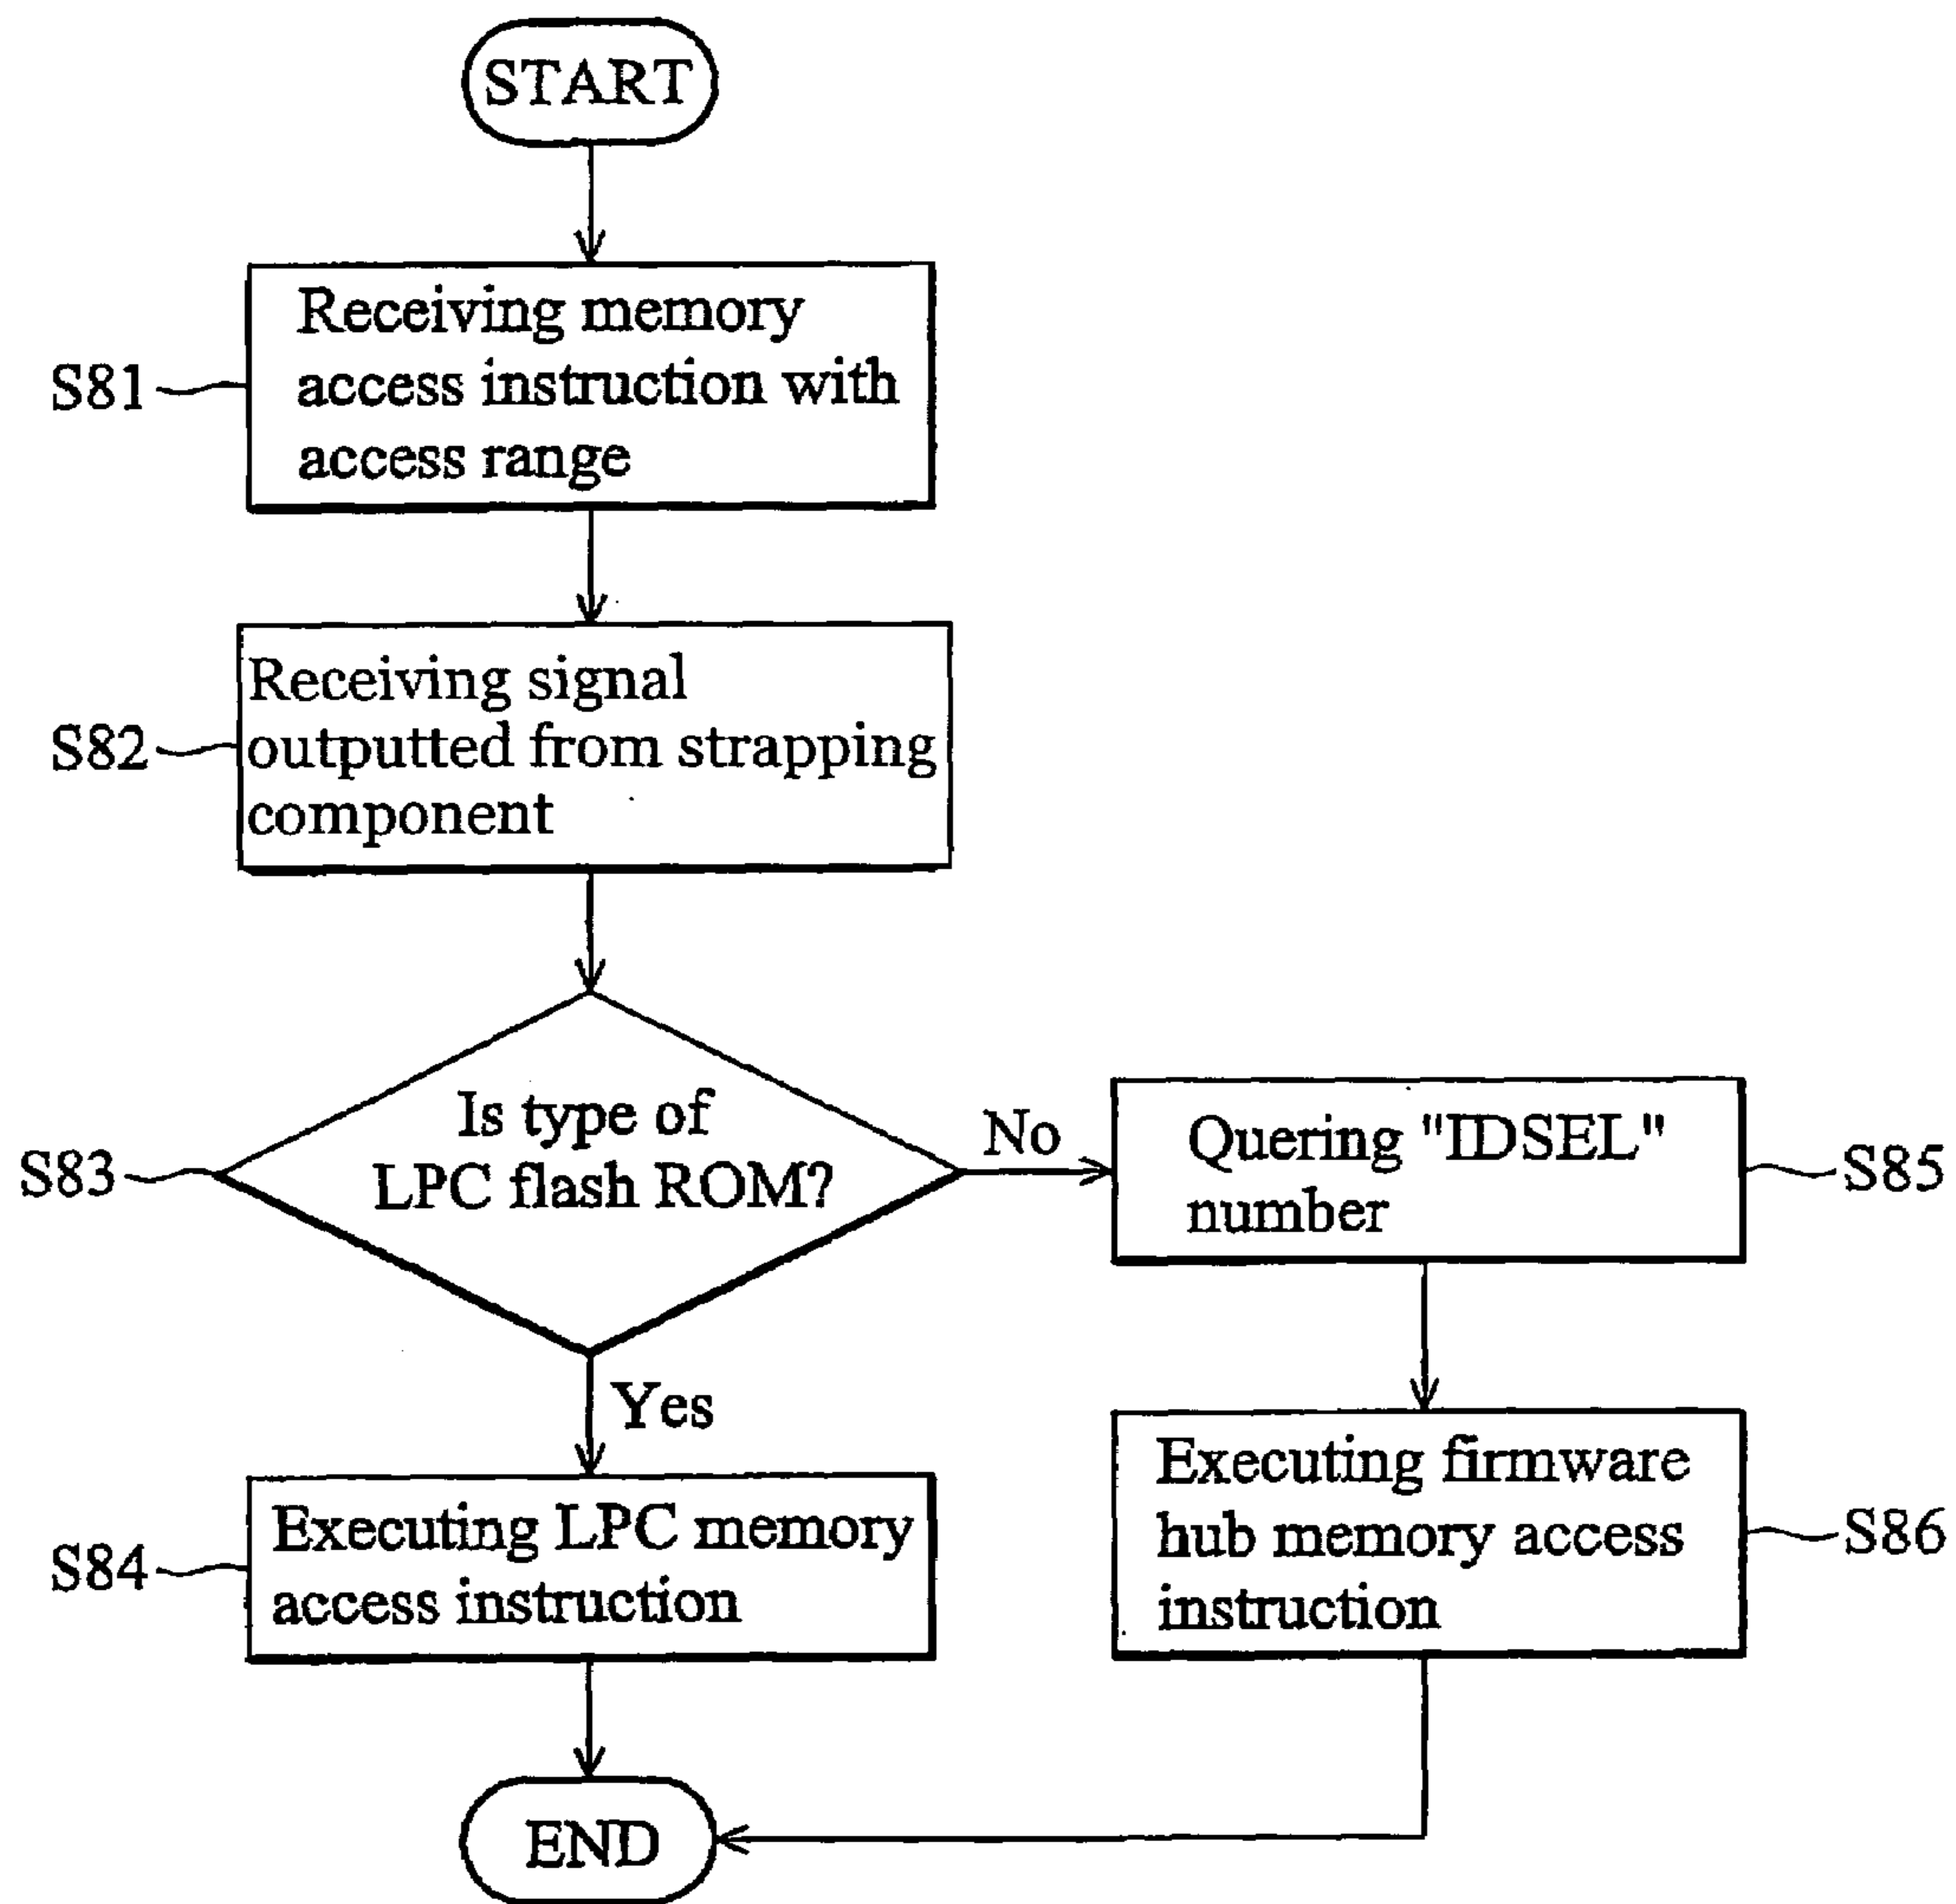 START
S81
Receiving memory
access instruction with
access range
S82
Receiving signal
outputted from strapping
component
S83
Is type of
LPC flash ROM?
No
Yes
Quering "IDSEL"
number
S85
S84
Executing LPC memory
access instruction
Executing firmware
hub memory access
instruction
S86
END